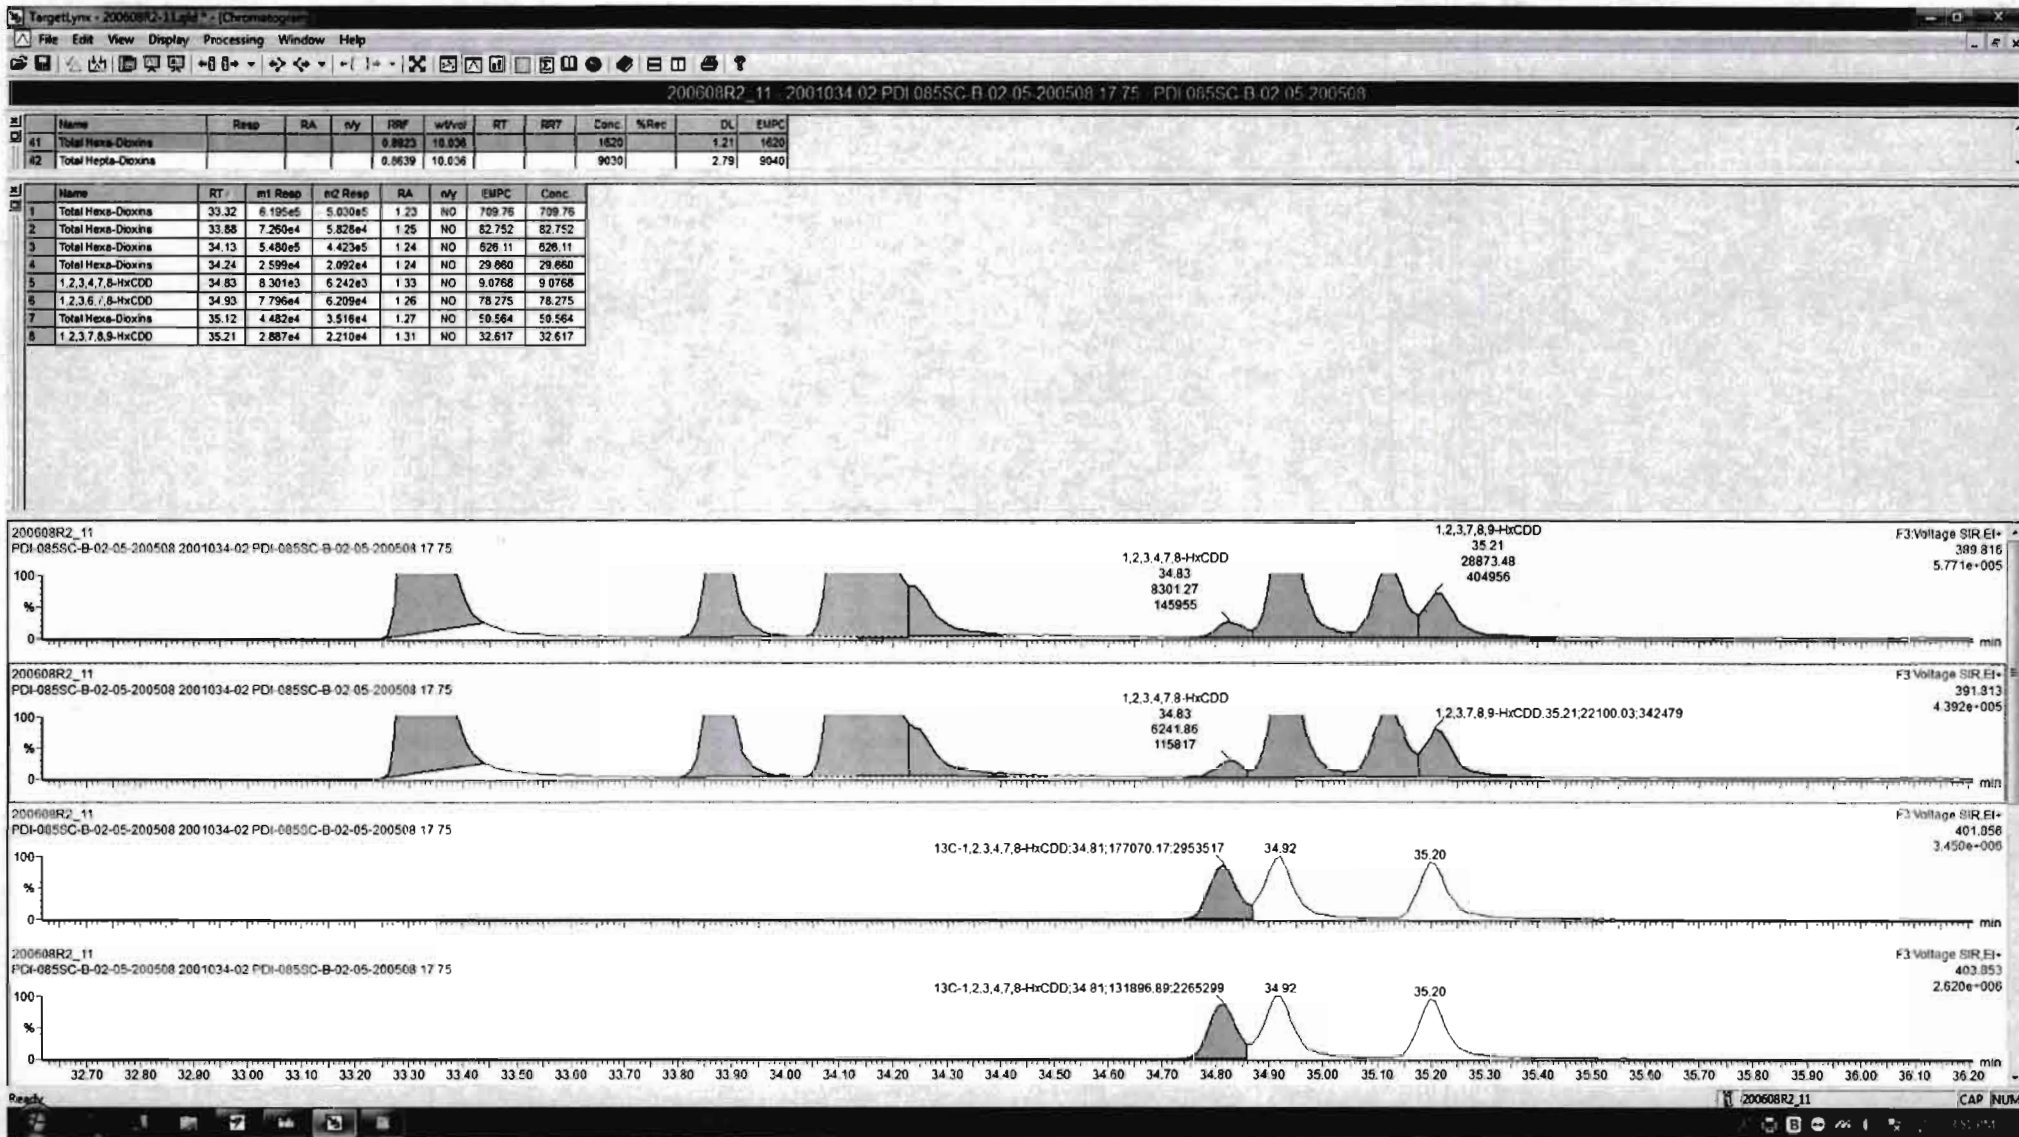 TargetLynx - 200608R2-11.qld * - [Chromatogram]
File Edit View Display Processing Window Help
200608R2_11 - 2001034-02 PDI-085SC-B-02-05-200508 17.75 PDI-085SC-B-02-05-200508
Name Resp RA n/y RRF wt/vol RT RRT Conc. %Rec DL EMPC
41 Total Hexa-Dioxins 0.8823 10.036 1620 1.21 1620
42 Total Hepta-Dioxins 0.8639 10.036 9030 2.79 9040
Name RT m1 Resp m2 Resp RA n/y EMPC Conc.
1 Total Hexa-Dioxins 33.32 6.195e5 5.030e5 1.23 NO 709.76 709.76
2 Total Hexa-Dioxins 33.88 7.260e4 5.828e4 1.25 NO 82.752 82.752
3 Total Hexa-Dioxins 34.13 5.480e5 4.423e5 1.24 NO 626.11 626.11
4 Total Hexa-Dioxins 34.24 2.599e4 2.092e4 1.24 NO 29.660 29.660
5 1,2,3,4,7,8-HxCDD 34.83 8.301e3 6.242e3 1.33 NO 9.0768 9.0768
6 1,2,3,6,7,8-HxCDD 34.93 7.796e4 6.209e4 1.26 NO 78.275 78.275
7 Total Hexa-Dioxins 35.12 4.482e4 3.516e4 1.27 NO 50.564 50.564
8 1,2,3,7,8,9-HxCDD 35.21 2.887e4 2.210e4 1.31 NO 32.617 32.617
200608R2_11
PDI-085SC-B-02-05-200508 2001034-02 PDI-085SC-B-02-05-200508 17.75
F3:Voltage SIR,EI+
389.816
5.771e+005
1,2,3,4,7,8-HxCDD
34.83
8301.27
145955
1,2,3,7,8,9-HxCDD
35.21
28873.48
404956
100
%
0
min
200608R2_11
PDI-085SC-B-02-05-200508 2001034-02 PDI-085SC-B-02-05-200508 17.75
F3:Voltage SIR,EI+
391.813
4.392e+005
1,2,3,4,7,8-HxCDD
34.83
6241.86
115817
1,2,3,7,8,9-HxCDD;35.21;22100.03;342479
100
%
0
min
200608R2_11
PDI-085SC-B-02-05-200508 2001034-02 PDI-085SC-B-02-05-200508 17.75
F3:Voltage SIR,EI+
401.856
3.450e+006
13C-1,2,3,4,7,8-HxCDD;34.81;177070.17;2953517 34.92 35.20
100
%
0
min
200608R2_11
PDI-085SC-B-02-05-200508 2001034-02 PDI-085SC-B-02-05-200508 17.75
F3:Voltage SIR,EI+
403.853
2.620e+006
13C-1,2,3,4,7,8-HxCDD;34.81;131896.89;2265299 34.92 35.20
100
%
0
min
32.70 32.80 32.90 33.00 33.10 33.20 33.30 33.40 33.50 33.60 33.70 33.80 33.90 34.00 34.10 34.20 34.30 34.40 34.50 34.60 34.70 34.80 34.90 35.00 35.10 35.20 35.30 35.40 35.50 35.60 35.70 35.80 35.90 36.00 36.10 36.20
Ready 200608R2_11 CAP NUM